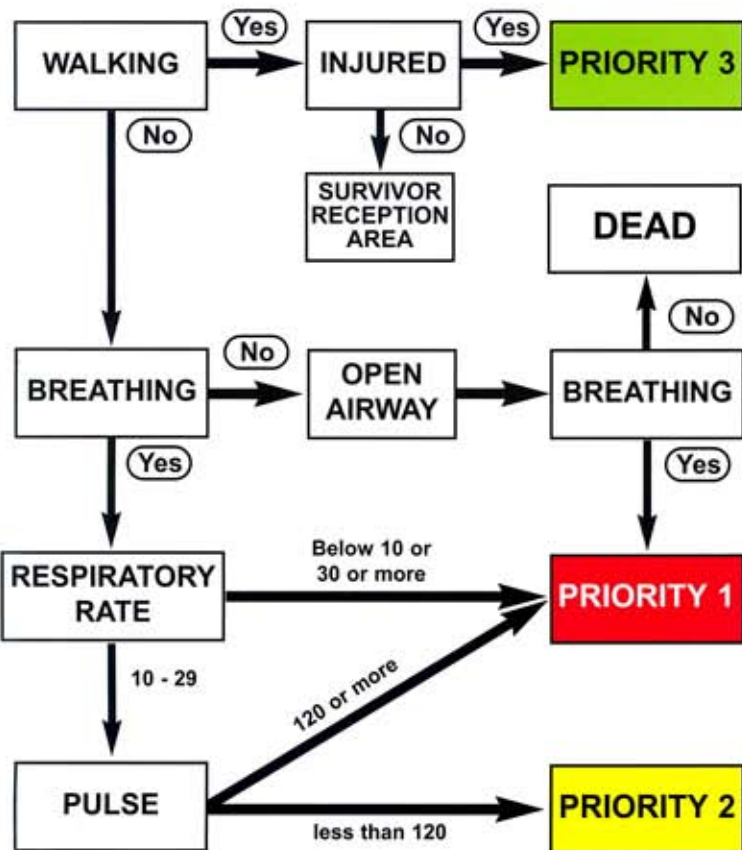 WALKING
Yes
INJURED
Yes
PRIORITY 3
No
No
SURVIVOR
RECEPTION
AREA
DEAD
No
BREATHING
No
OPEN
AIRWAY
BREATHING
Yes
Yes
RESPIRATORY
RATE
Below 10 or
30 or more
PRIORITY 1
10 - 29
120 or more
PULSE
less than 120
PRIORITY 2